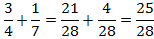 3/4 + 1/7 = 21/28 + 4/28 = 25/28